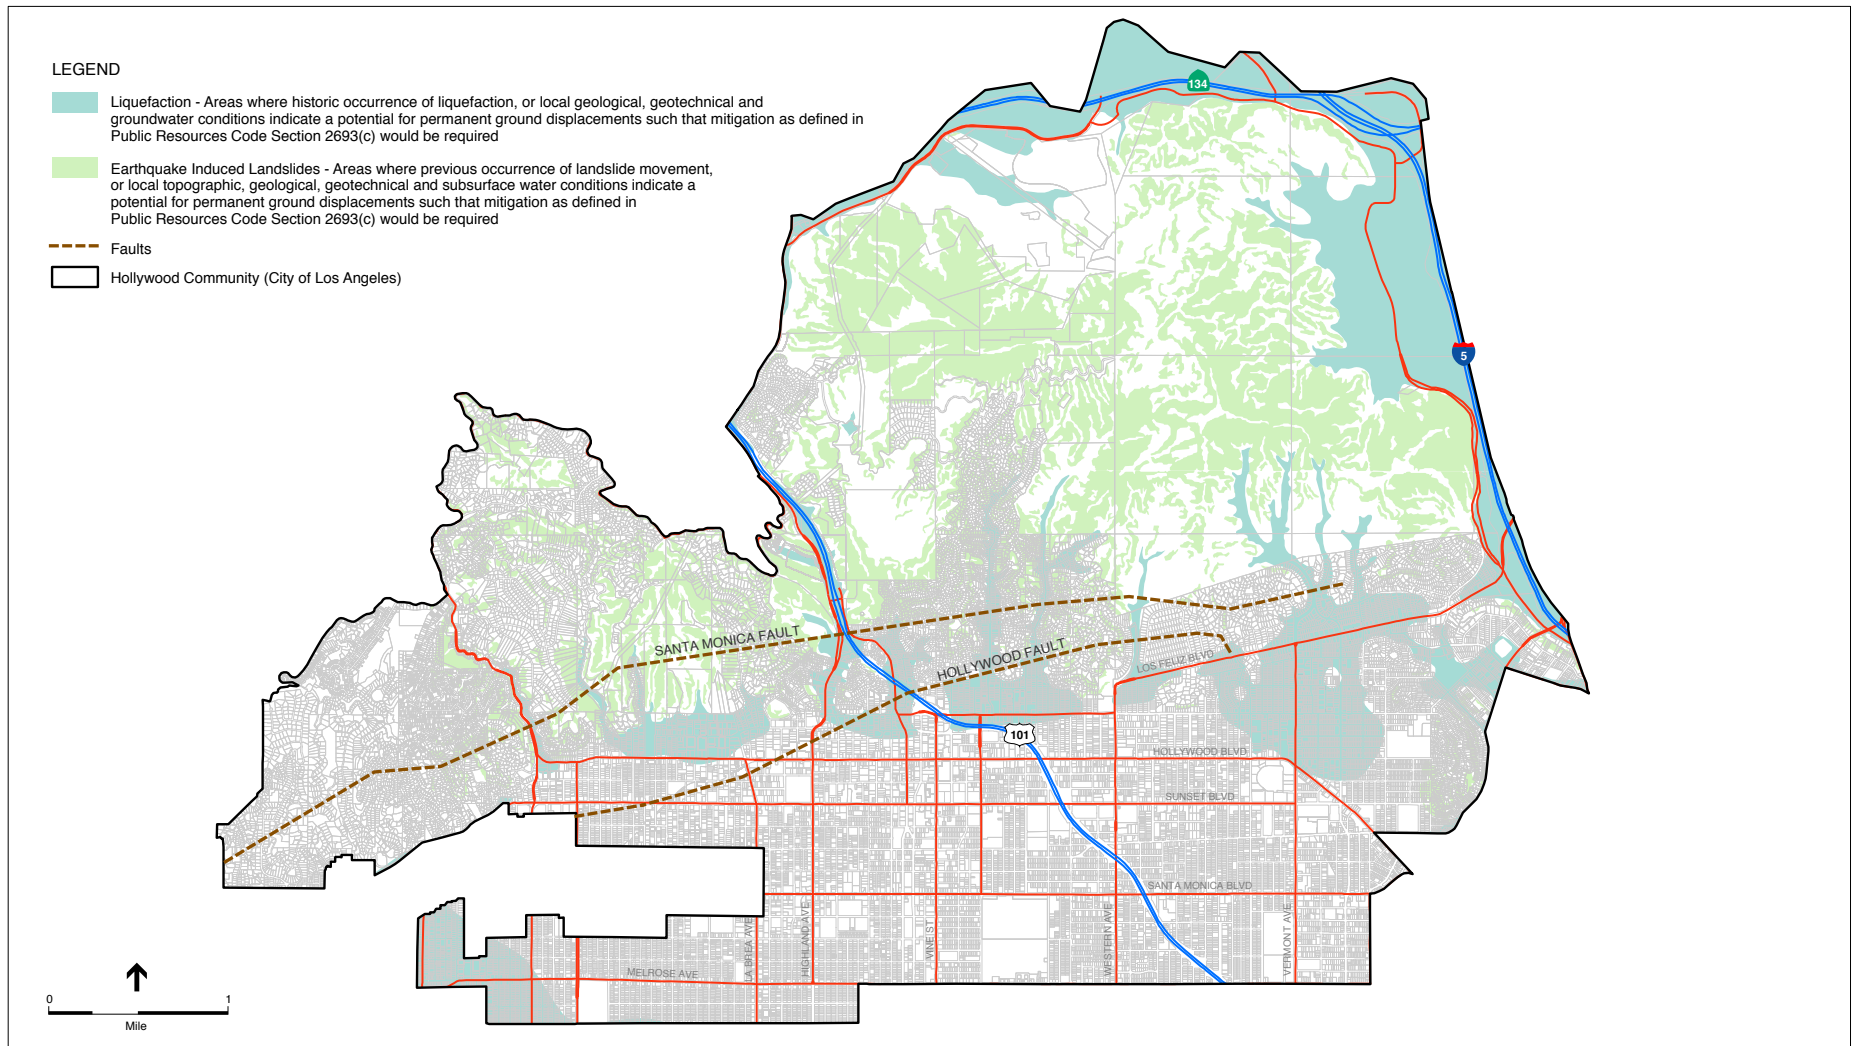 LEGEND
Liquefaction - Areas where historic occurrence of liquefaction, or local geological, geotechnical and
groundwater conditions indicate a potential for permanent ground displacements such that mitigation as defined in
Public Resources Code Section 2693(c) would be required
Earthquake Induced Landslides - Areas where previous occurrence of landslide movement,
or local topographic, geological, geotechnical and subsurface water conditions indicate a
potential for permanent ground displacements such that mitigation as defined in
Public Resources Code Section 2693(c) would be required
Faults
Hollywood Community (City of Los Angeles)
134
5
SANTA MONICA FAULT
HOLLYWOOD FAULT
LOS FELIZ BLVD
101
HOLLYWOOD BLVD
SUNSET BLVD
SANTA MONICA BLVD
LA BREA AVE
HIGHLAND AVE
VINE ST
WESTERN AVE
VERMONT AVE
MELROSE AVE
0 1
Mile